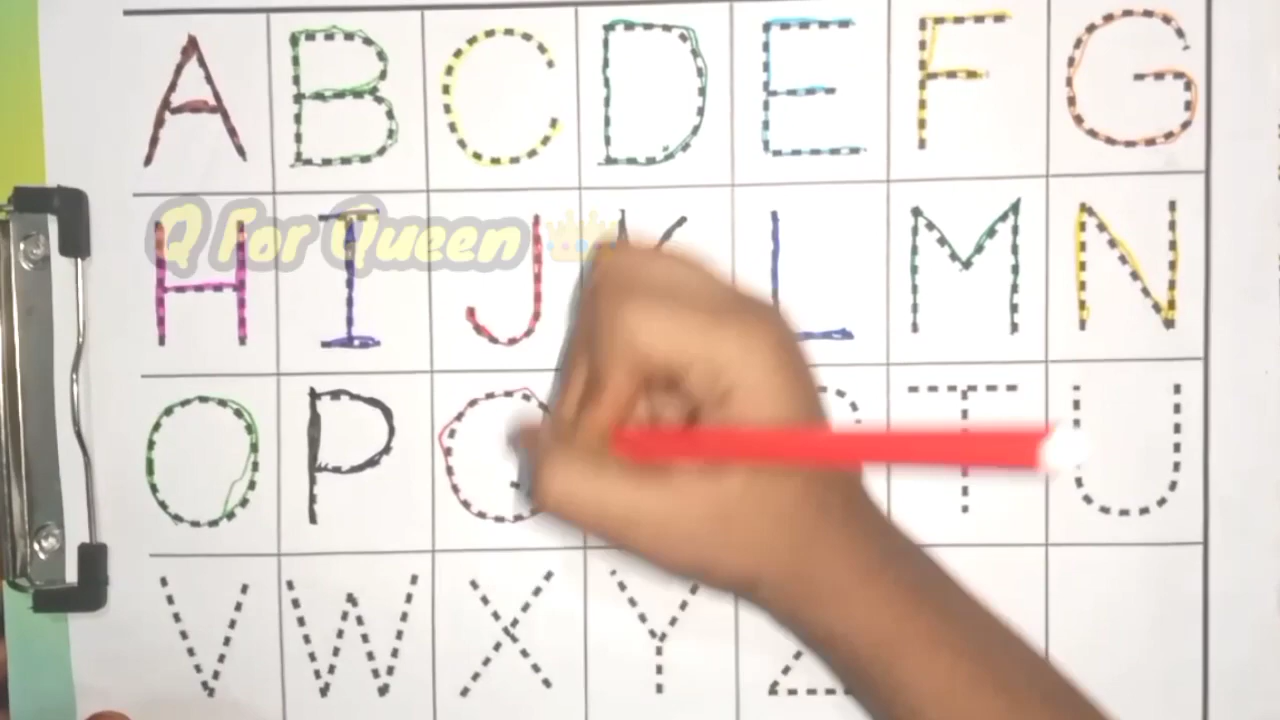 A B C D E F G
Q For Queen 👑
H I J K L M N
O P Q T U
V W X Y Z